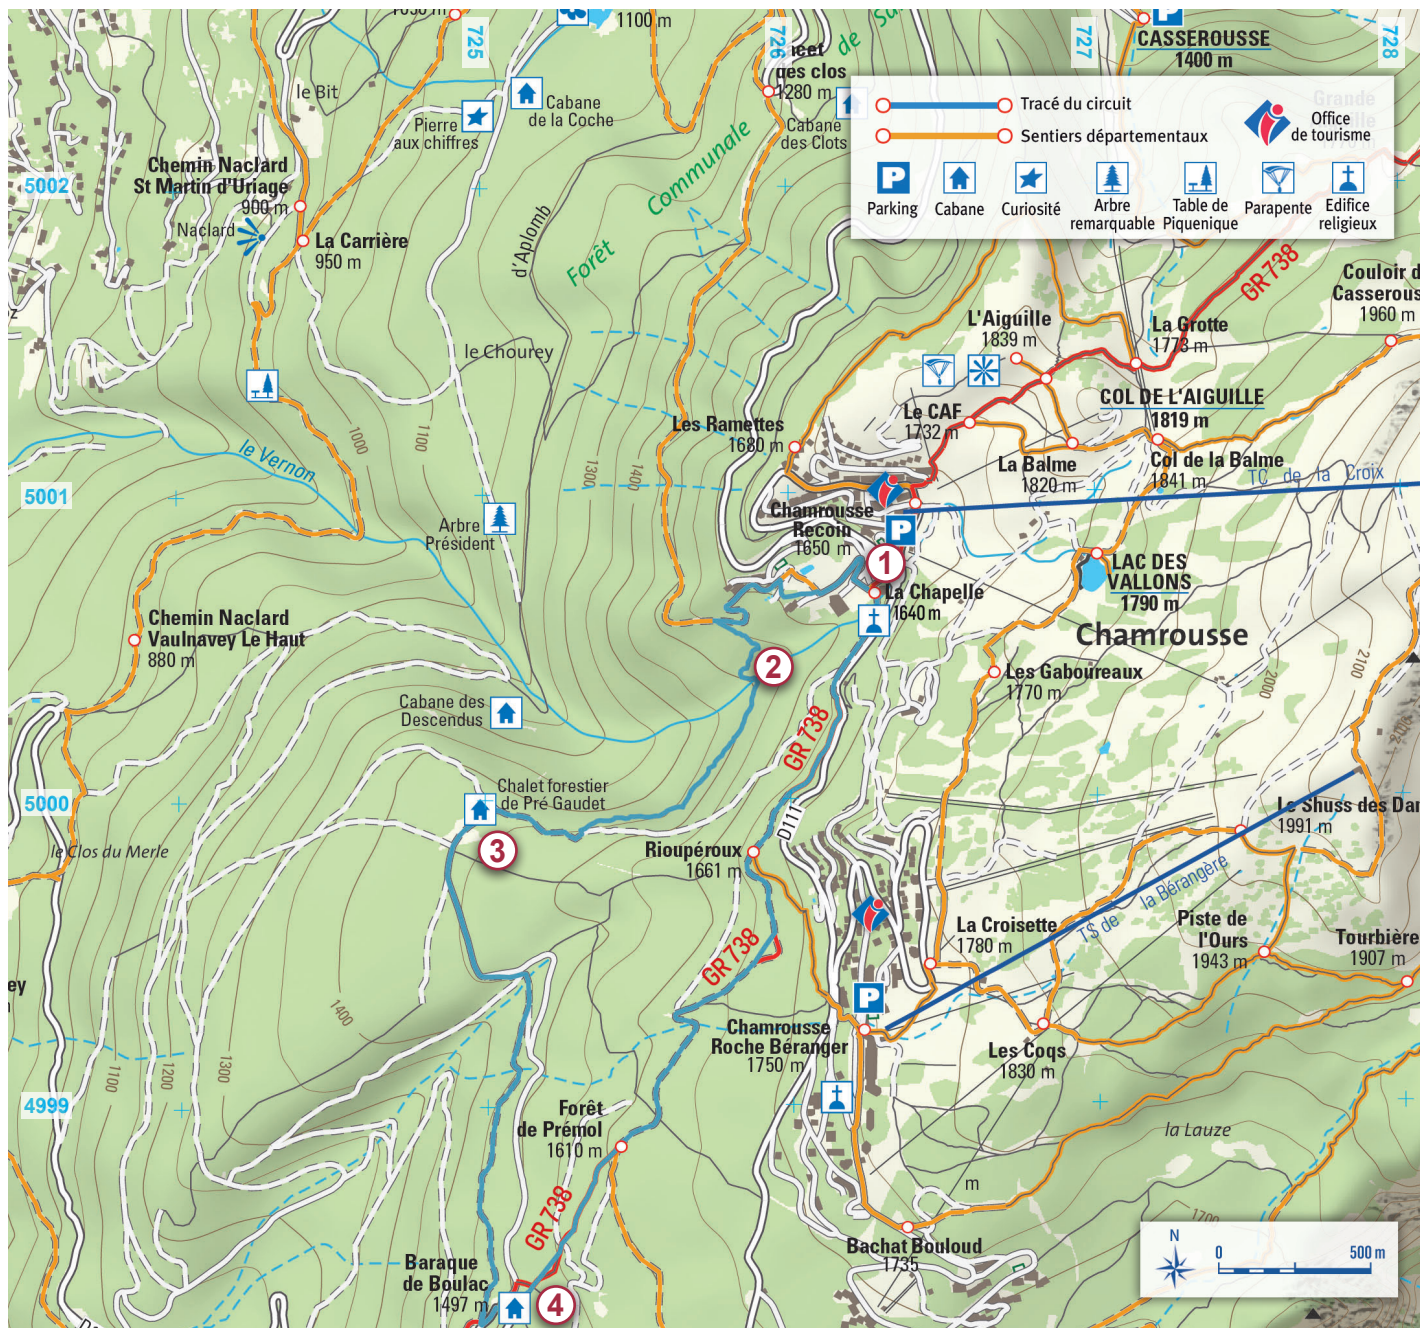 725
1100 m
726
de
727
728
CASSEROUSSE
1400 m
des clos
1280 m
le Bit
Cabane
de la Coche
Pierre
aux chiffres
Cabane
des Clots
Communale
Forêt
Tracé du circuit
Sentiers départementaux
Office
de tourisme
Parking
Cabane
Curiosité
Arbre
remarquable
Table de
Piquenique
Parapente
Edifice
religieux
Chemin Naclard
St Martin d'Uriage
900 m
5002
Naclard
La Carrière
950 m
d'Aplomb
GR 738
Couloir d
Casserous
1960 m
L'Aiguille
1839 m
La Grotte
1773 m
le Chourey
COL DE L'AIGUILLE
1819 m
Le CAF
1732 m
Les Ramettes
1680 m
1000
1100
1300
1400
le Vernon
La Balme
1820 m
Col de la Balme
1841 m
TC de la Croix
5001
Arbre
Président
Chamrousse
Recoin
1650 m
1
LAC DES
VALLONS
1790 m
La Chapelle
1640 m
Chemin Naclard
Vaulnavey Le Haut
880 m
Chamrousse
2
Les Gaboureaux
1770 m
2000
2100
Cabane des
Descendus
GR 738
Chalet forestier
de Pré Gaudet
5000
D111
Le Shuss des Dam
1991 m
le Clos du Merle
3
Rioupéroux
1661 m
TS de la Bérangère
La Croisette
1780 m
Piste de
l'Ours
1943 m
Tourbière
1907 m
GR 738
ey
1400
Chamrousse
Roche Béranger
1750 m
Les Coqs
1830 m
1100
1200
1300
4999
Forêt
de Prémol
1610 m
la Lauze
m
GR 738
1700
Bachat Bouloud
1735
Baraque
de Boulac
1497 m
4
N
0
500 m